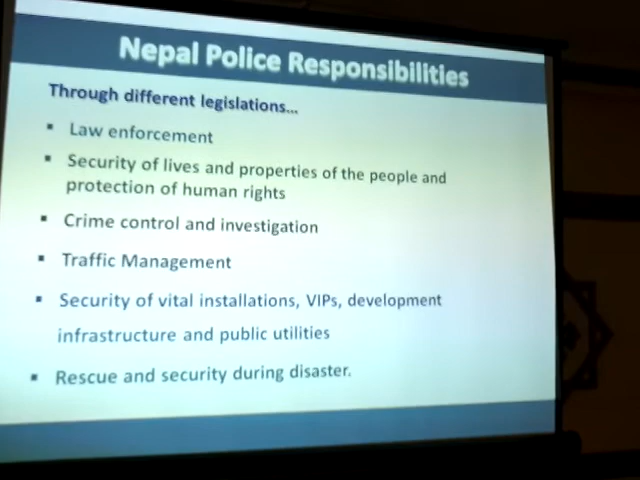 Nepal Police Responsibilities
Through different legislations...
▪ Law enforcement
▪ Security of lives and properties of the people and
protection of human rights
▪ Crime control and investigation
▪ Traffic Management
▪ Security of vital installations, VIPs, development
infrastructure and public utilities
▪ Rescue and security during disaster.